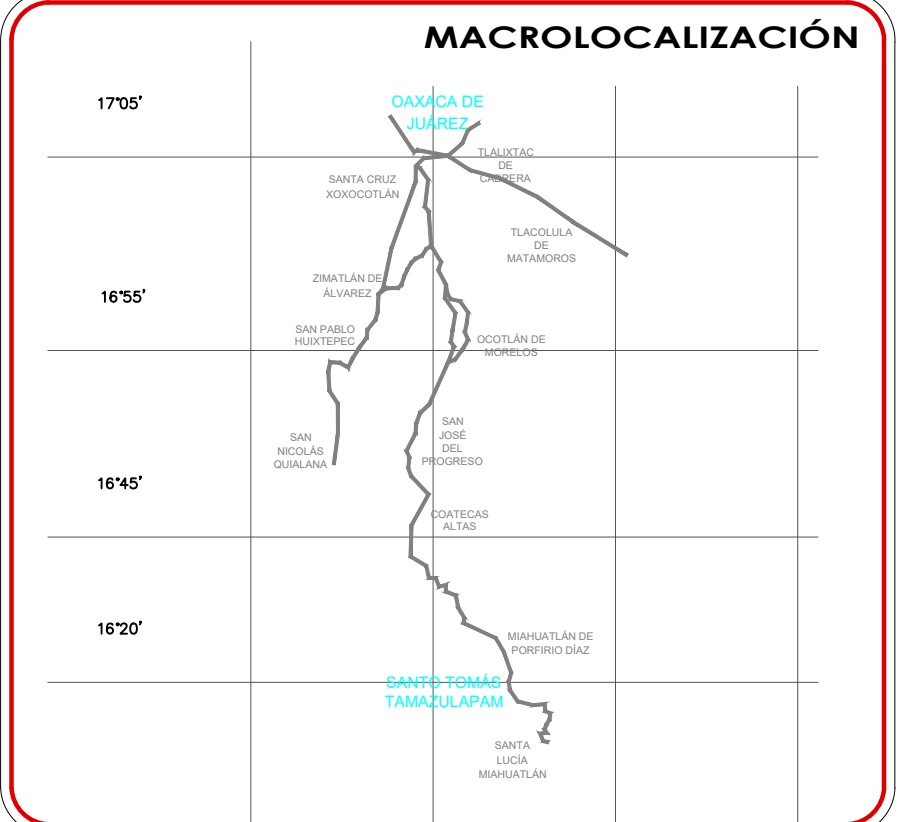 MACROLOCALIZACIÓN
17°05'
OAXACA DE
JUÁREZ
TLALIXTAC
DE
CABRERA
SANTA CRUZ
XOXOCOTLÁN
TLACOLULA
DE
MATAMOROS
ZIMATLÁN DE
ÁLVAREZ
16°55'
SAN PABLO
HUIXTEPEC
OCOTLÁN DE
MORELOS
SAN
JOSÉ
DEL
PROGRESO
SAN
NICOLÁS
QUIALANA
16°45'
COATECAS
ALTAS
16°20'
MIAHUATLÁN DE
PORFIRIO DÍAZ
SANTO TOMÁS
TAMAZULAPAM
SANTA
LUCÍA
MIAHUATLÁN